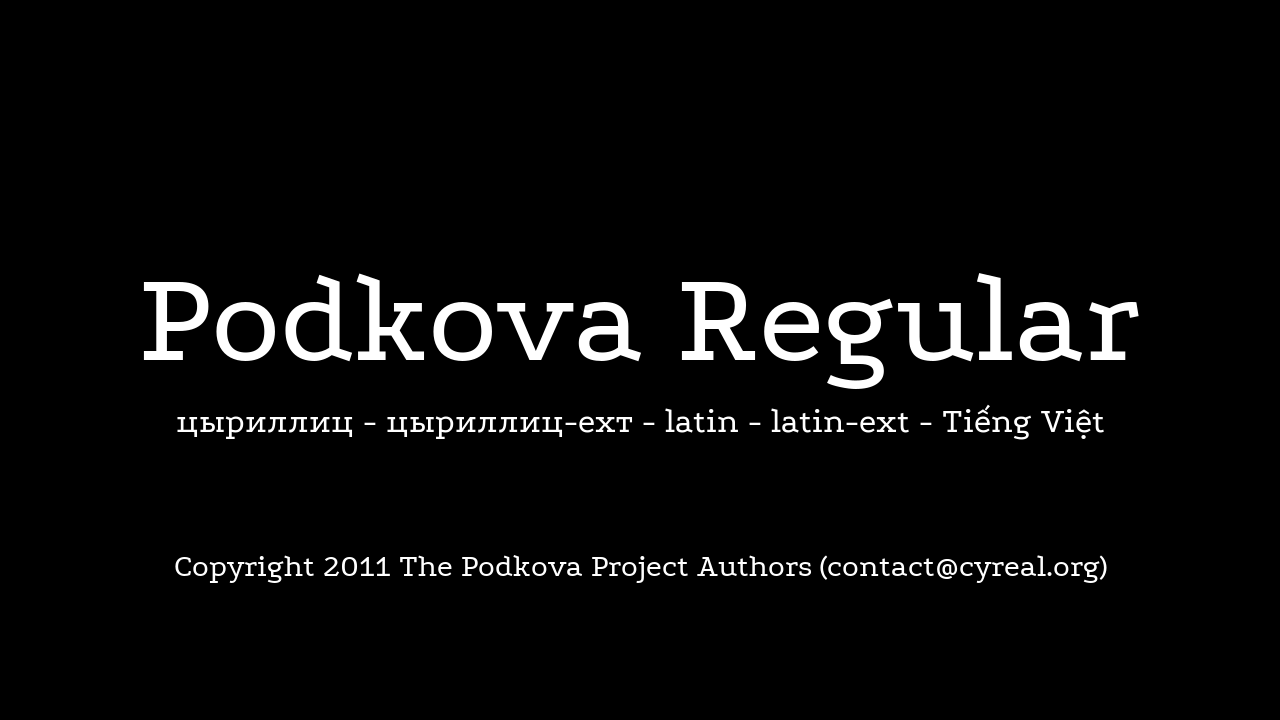 Podkova Regular
цыриллиц - цыриллиц-ехт - latin - latin-ext - Tiếng Việt
Copyright 2011 The Podkova Project Authors (contact@cyreal.org)